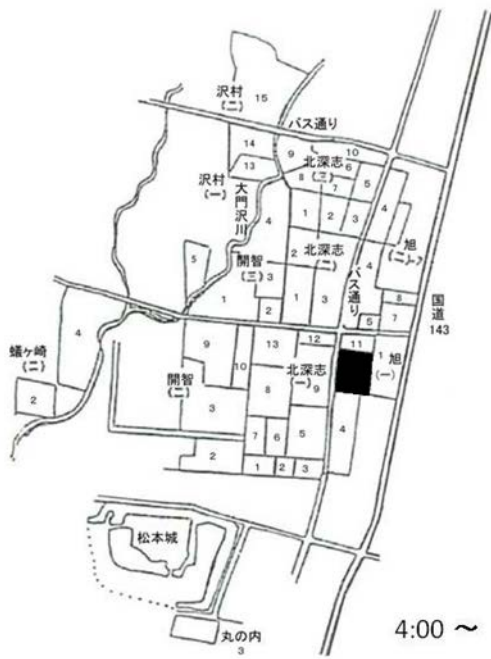 沢村
(二)
15
バス通り
14
13
9
10
北深志
(三)
6
8
7
5
沢村
(一)
大門沢川
4
1
2
3
4
旭
(二)-7
北深志
(二)
2
4
バス通り
5
開智
(三)
3
1
2
1
3
8
5
7
国道
143
4
蟻ヶ崎
(二)
2
9
10
13
12
11
1
旭
(一)
開智
(二)
北深志
(一)
8
9
3
4
7
6
5
2
1
2
3
松本城
丸の内
3
4:00 ~